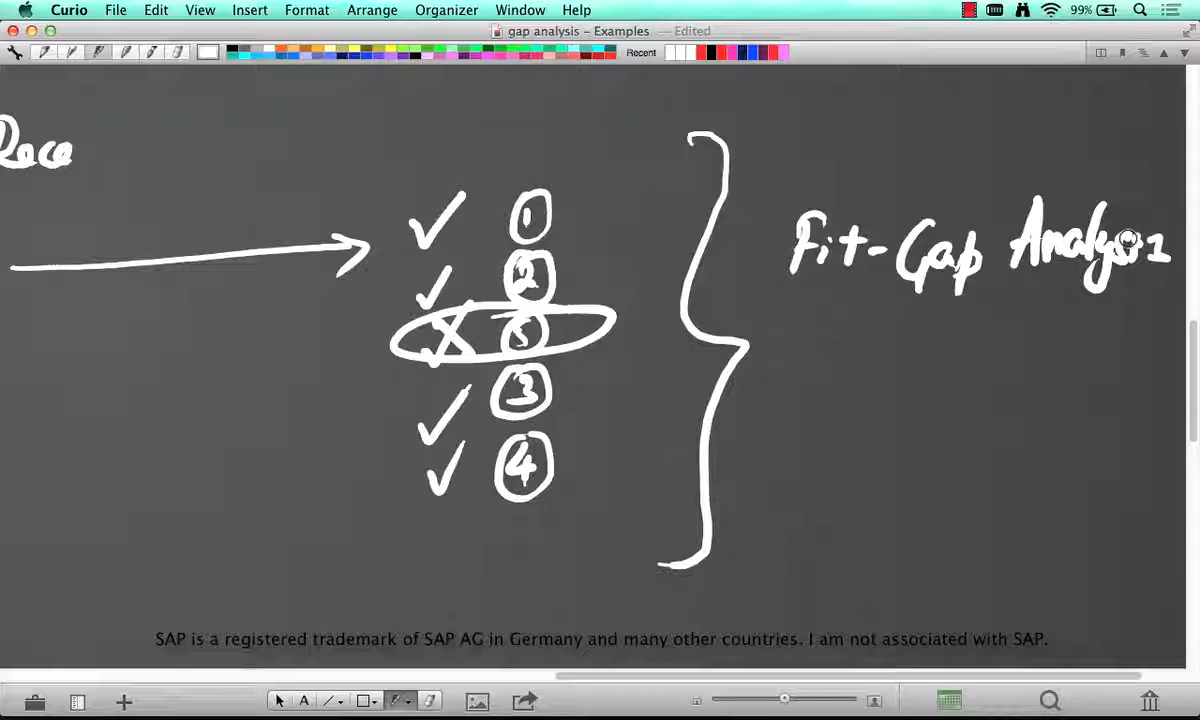 Curio File Edit View Insert Format Arrange Organizer Window Help 99%
gap analysis – Examples — Edited
Recent
1
2
5
3
4
Fit-Gap Analysis
SAP is a registered trademark of SAP AG in Germany and many other countries. I am not associated with SAP.
A